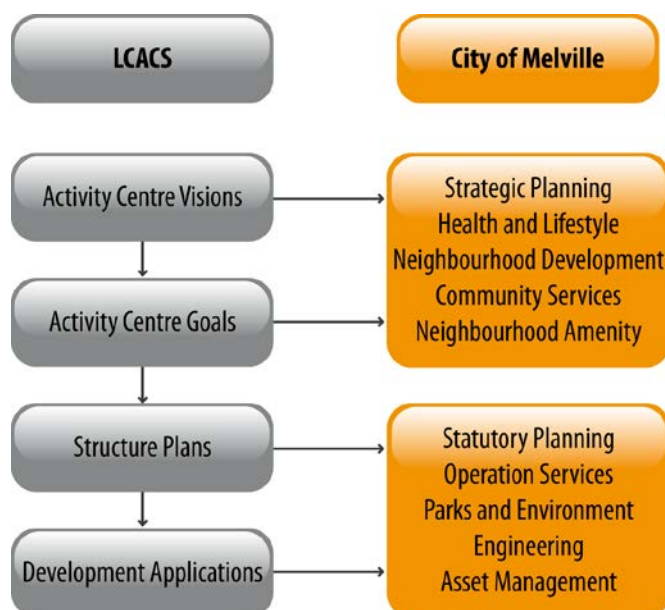 LCACS
City of Melville
Activity Centre Visions
Activity Centre Goals
Structure Plans
Development Applications
Strategic Planning
Health and Lifestyle
Neighbourhood Development
Community Services
Neighbourhood Amenity
Statutory Planning
Operation Services
Parks and Environment
Engineering
Asset Management